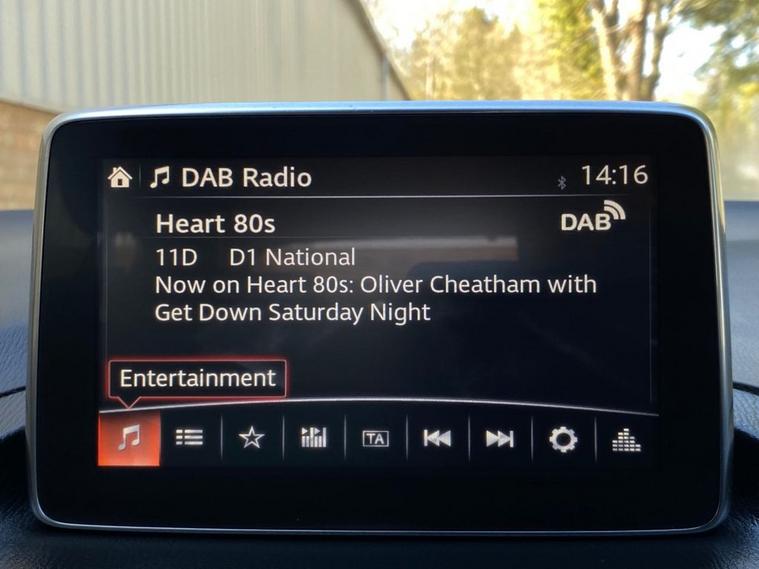 DAB Radio 14:16
Heart 80s DAB
11D D1 National
Now on Heart 80s: Oliver Cheatham with
Get Down Saturday Night
Entertainment
TA